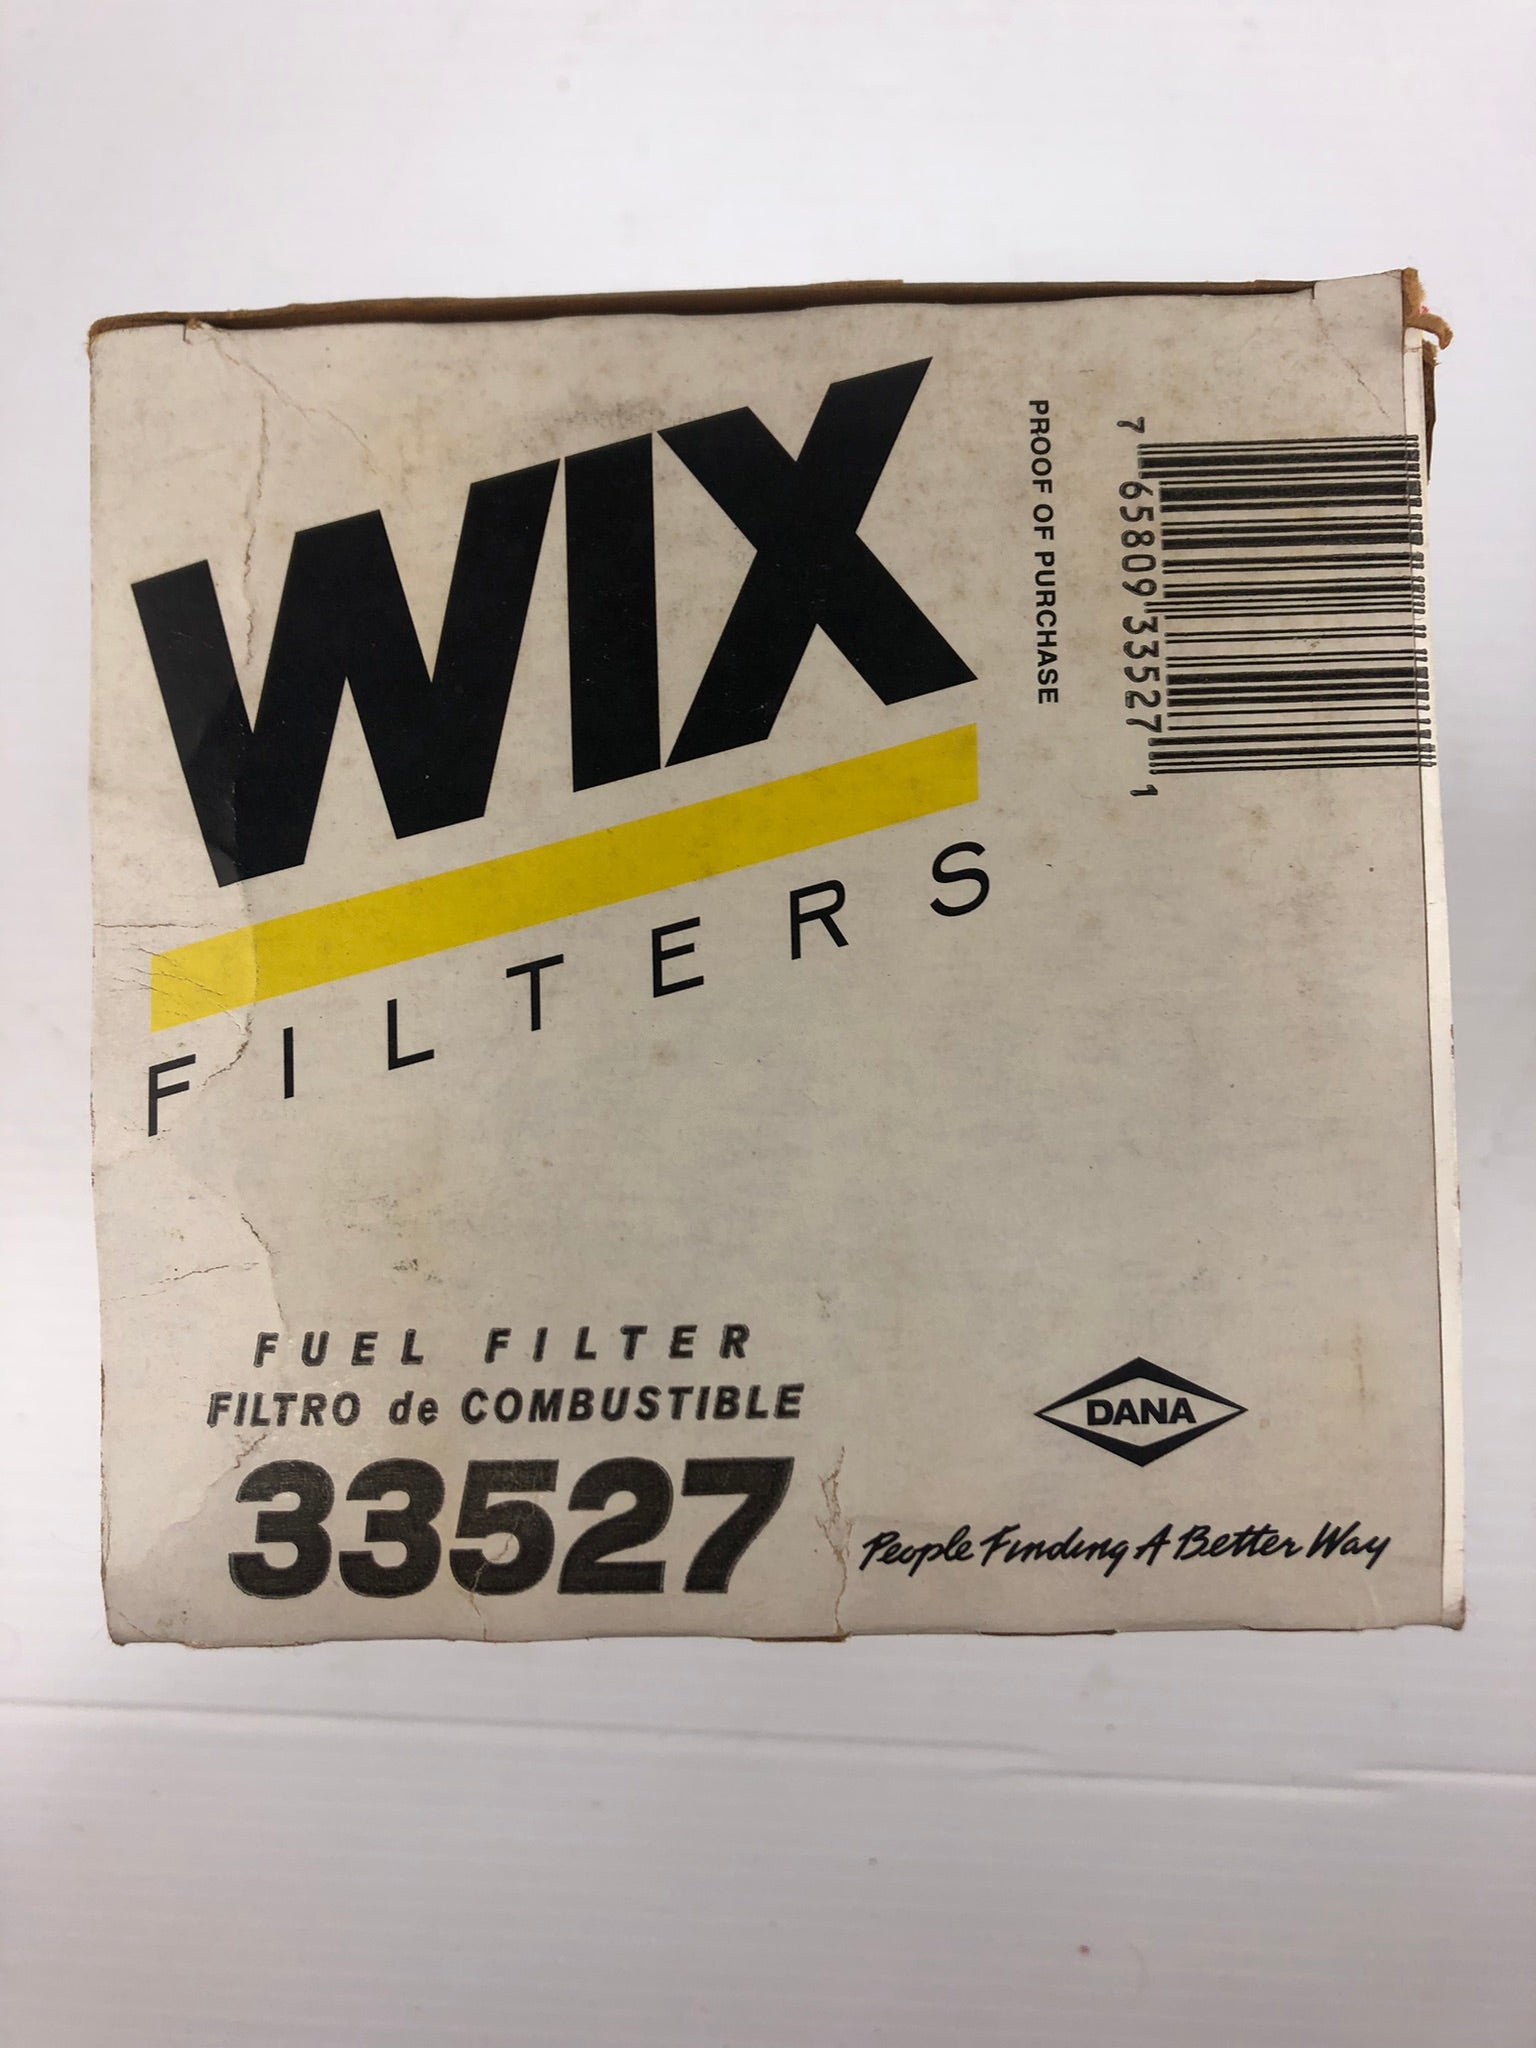 WIX
FILTERS
PROOF OF PURCHASE
7 65809 33527 1
FUEL FILTER
FILTRO de COMBUSTIBLE
33527
DANA
People Finding A Better Way